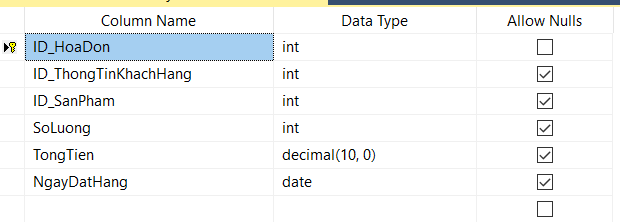 Column Name Data Type Allow Nulls
ID_HoaDon int
ID_ThongTinKhachHang int
ID_SanPham int
SoLuong int
TongTien decimal(10, 0)
NgayDatHang date